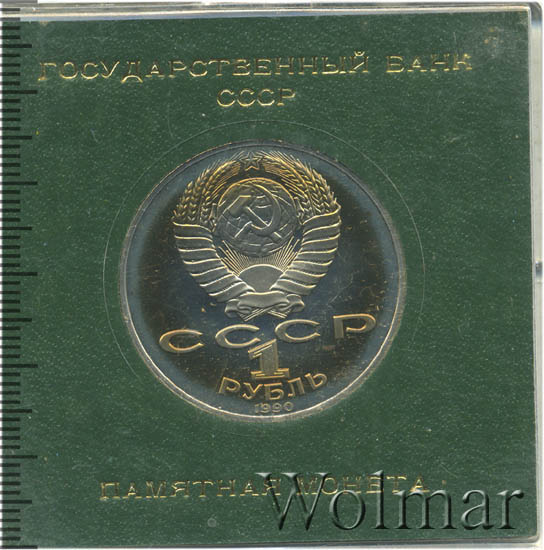 ГОСУДАРСТВЕННЫЙ БАНК
СССР
СССР
1
РУБЛЬ
1990
ПАМЯТНАЯ МОНЕТА
Wolmar